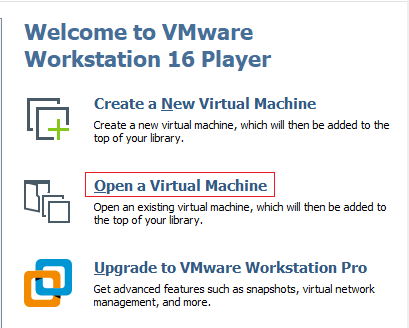 Welcome to VMware
Workstation 16 Player
Create a New Virtual Machine
Create a new virtual machine, which will then be added to the
top of your library.
Open a Virtual Machine
Open an existing virtual machine, which will then be added to
the top of your library.
Upgrade to VMware Workstation Pro
Get advanced features such as snapshots, virtual network
management, and more.